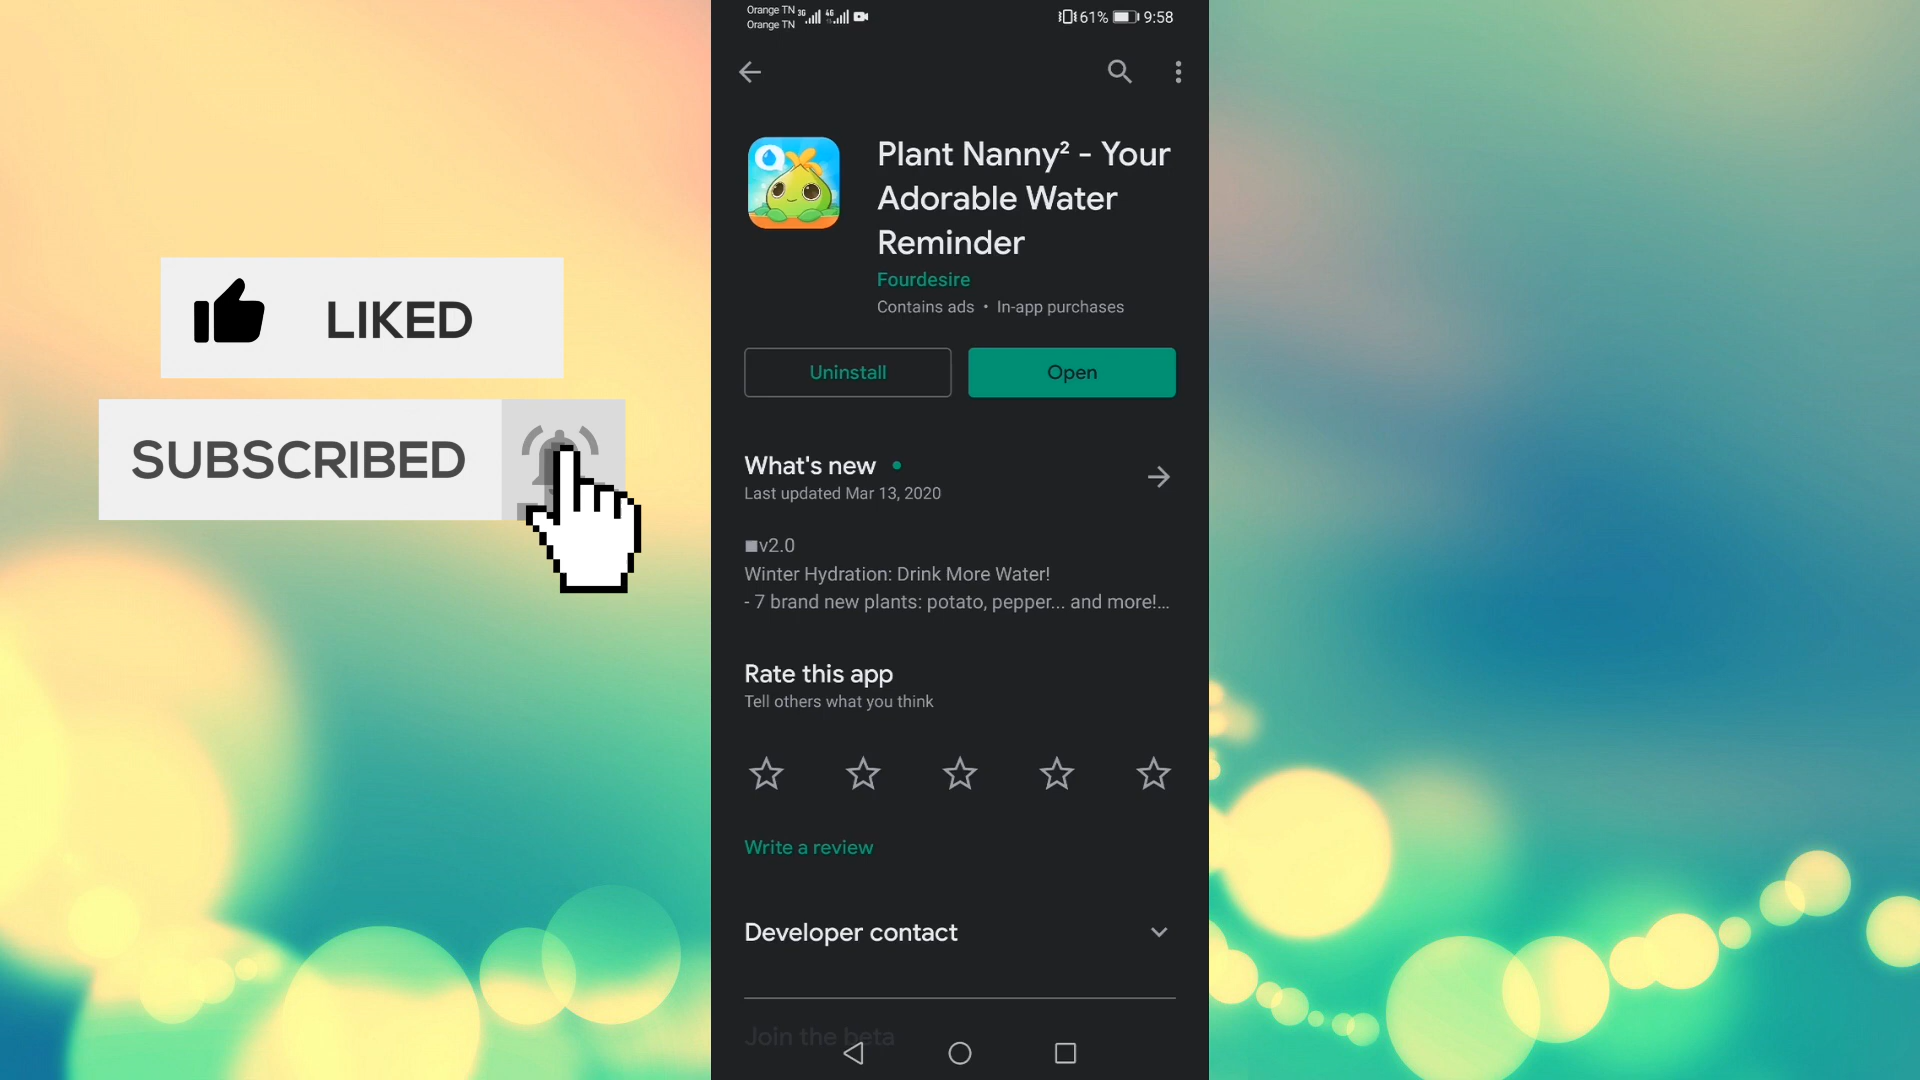 Orange TN
Orange TN
3G
4G
61%
9:58
Plant Nanny² - Your
Adorable Water
Reminder
Fourdesire
Contains ads • In-app purchases
Uninstall
Open
LIKED
SUBSCRIBED
What's new
Last updated Mar 13, 2020
■v2.0
Winter Hydration: Drink More Water!
- 7 brand new plants: potato, pepper... and more!...
Rate this app
Tell others what you think
Write a review
Developer contact
Join the beta